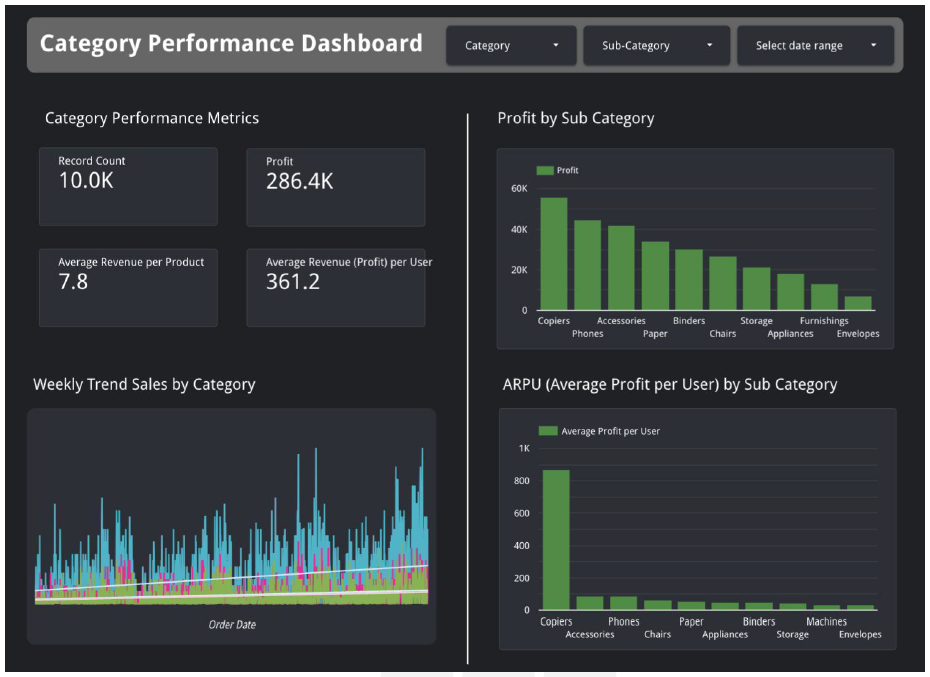 Category Performance Dashboard
Category
Sub-Category
Select date range
Category Performance Metrics
Record Count
10.0K
Profit
286.4K
Average Revenue per Product
7.8
Average Revenue (Profit) per User
361.2
Weekly Trend Sales by Category
Order Date
Profit by Sub Category
Profit
60K
40K
20K
0
Copiers
Phones
Accessories
Paper
Binders
Chairs
Storage
Appliances
Furnishings
Envelopes
ARPU (Average Profit per User) by Sub Category
Average Profit per User
1K
800
600
400
200
0
Copiers
Accessories
Phones
Chairs
Paper
Appliances
Binders
Storage
Machines
Envelopes